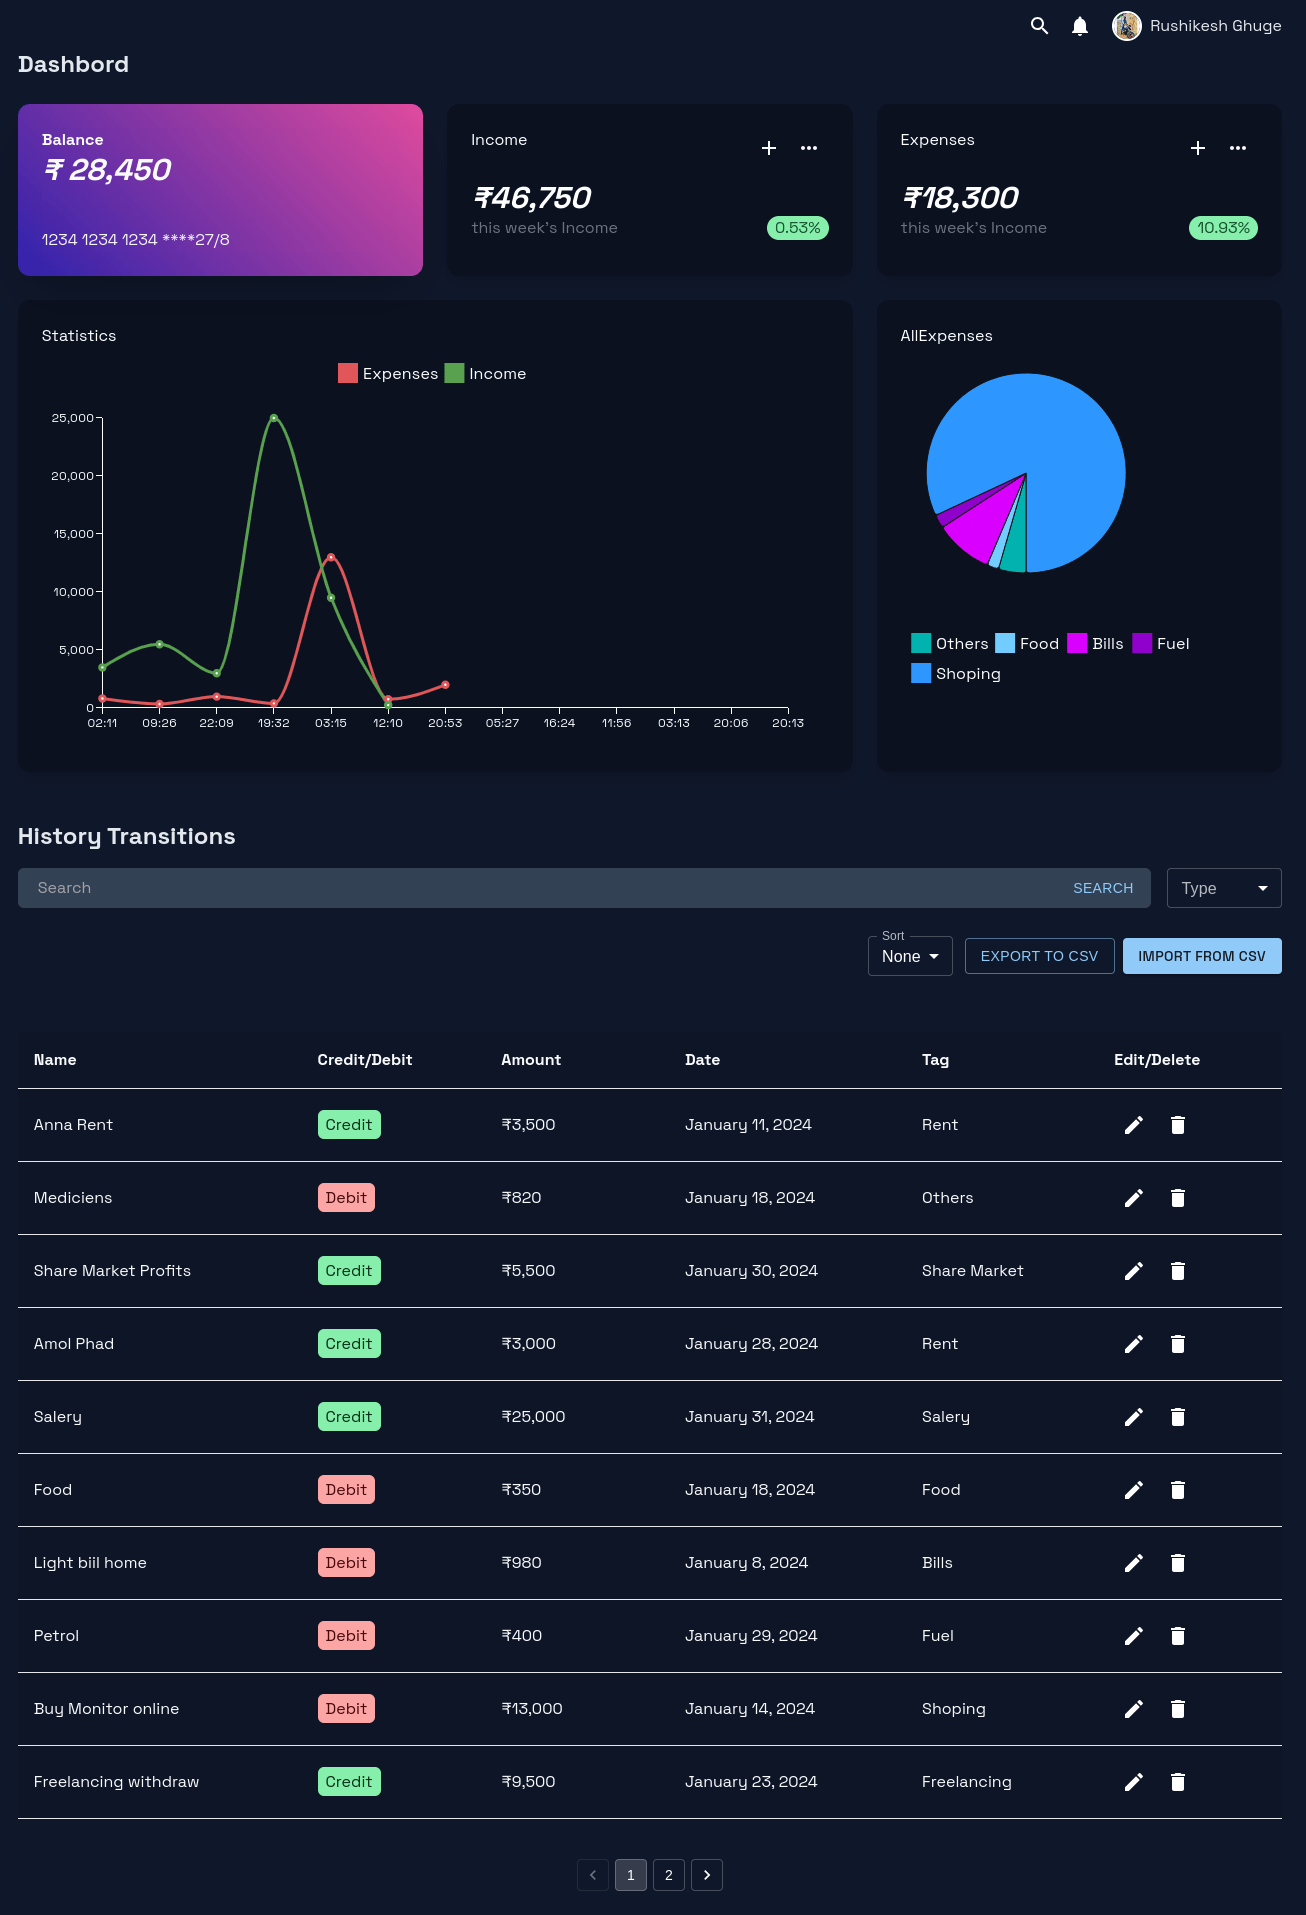 Rushikesh Ghuge
Dashbord
Balance
₹ 28,450
1234 1234 1234 ****27/8
Income
₹46,750
this week's Income
0.53%
Expenses
₹18,300
this week's Income
10.93%
Statistics
Expenses Income
25,000
20,000
15,000
10,000
5,000
0
02:11 09:26 22:09 19:32 03:15 12:10 20:53 05:27 16:24 11:56 03:13 20:06 20:13
AllExpenses
Others Food Bills Fuel
Shoping
History Transitions
Search SEARCH Type
Sort
None EXPORT TO CSV IMPORT FROM CSV
Name Credit/Debit Amount Date Tag Edit/Delete
Anna Rent Credit ₹3,500 January 11, 2024 Rent
Mediciens Debit ₹820 January 18, 2024 Others
Share Market Profits Credit ₹5,500 January 30, 2024 Share Market
Amol Phad Credit ₹3,000 January 28, 2024 Rent
Salery Credit ₹25,000 January 31, 2024 Salery
Food Debit ₹350 January 18, 2024 Food
Light biil home Debit ₹980 January 8, 2024 Bills
Petrol Debit ₹400 January 29, 2024 Fuel
Buy Monitor online Debit ₹13,000 January 14, 2024 Shoping
Freelancing withdraw Credit ₹9,500 January 23, 2024 Freelancing
1 2